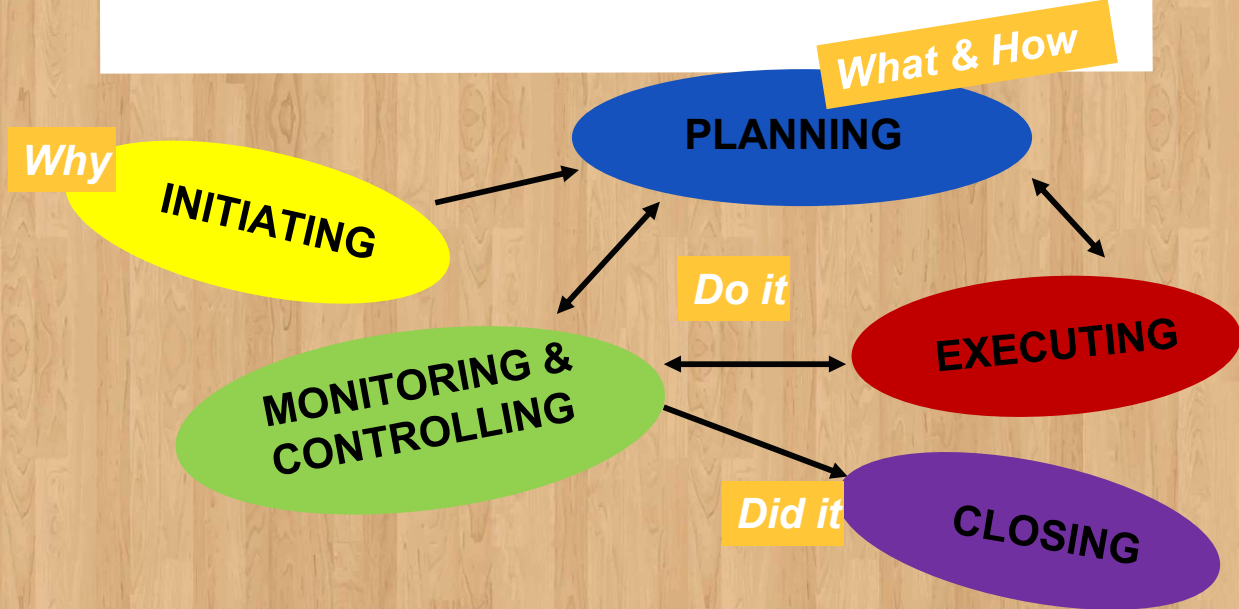 What & How
PLANNING
Why
INITIATING
Do it
EXECUTING
MONITORING &
CONTROLLING
Did it
CLOSING